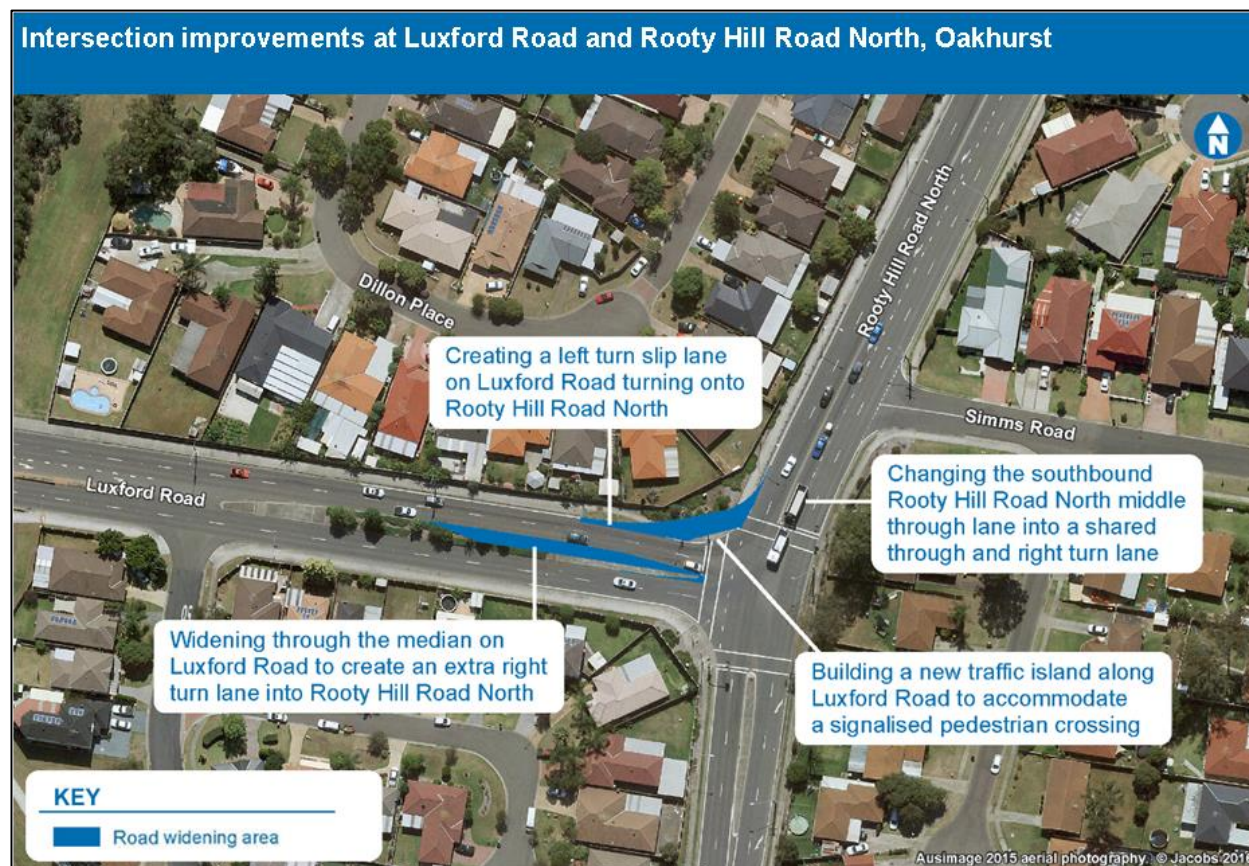 Intersection improvements at Luxford Road and Rooty Hill Road North, Oakhurst
N
Rooty Hill Road North
Dillon Place
Creating a left turn slip lane
on Luxford Road turning onto
Rooty Hill Road North
Simms Road
Luxford Road
Changing the southbound
Rooty Hill Road North middle
through lane into a shared
through and right turn lane
50
Widening through the median on
Luxford Road to create an extra right
turn lane into Rooty Hill Road North
Building a new traffic island along
Luxford Road to accommodate
a signalised pedestrian crossing
KEY
Road widening area
Ausimage 2015 aerial photography. © Jacobs